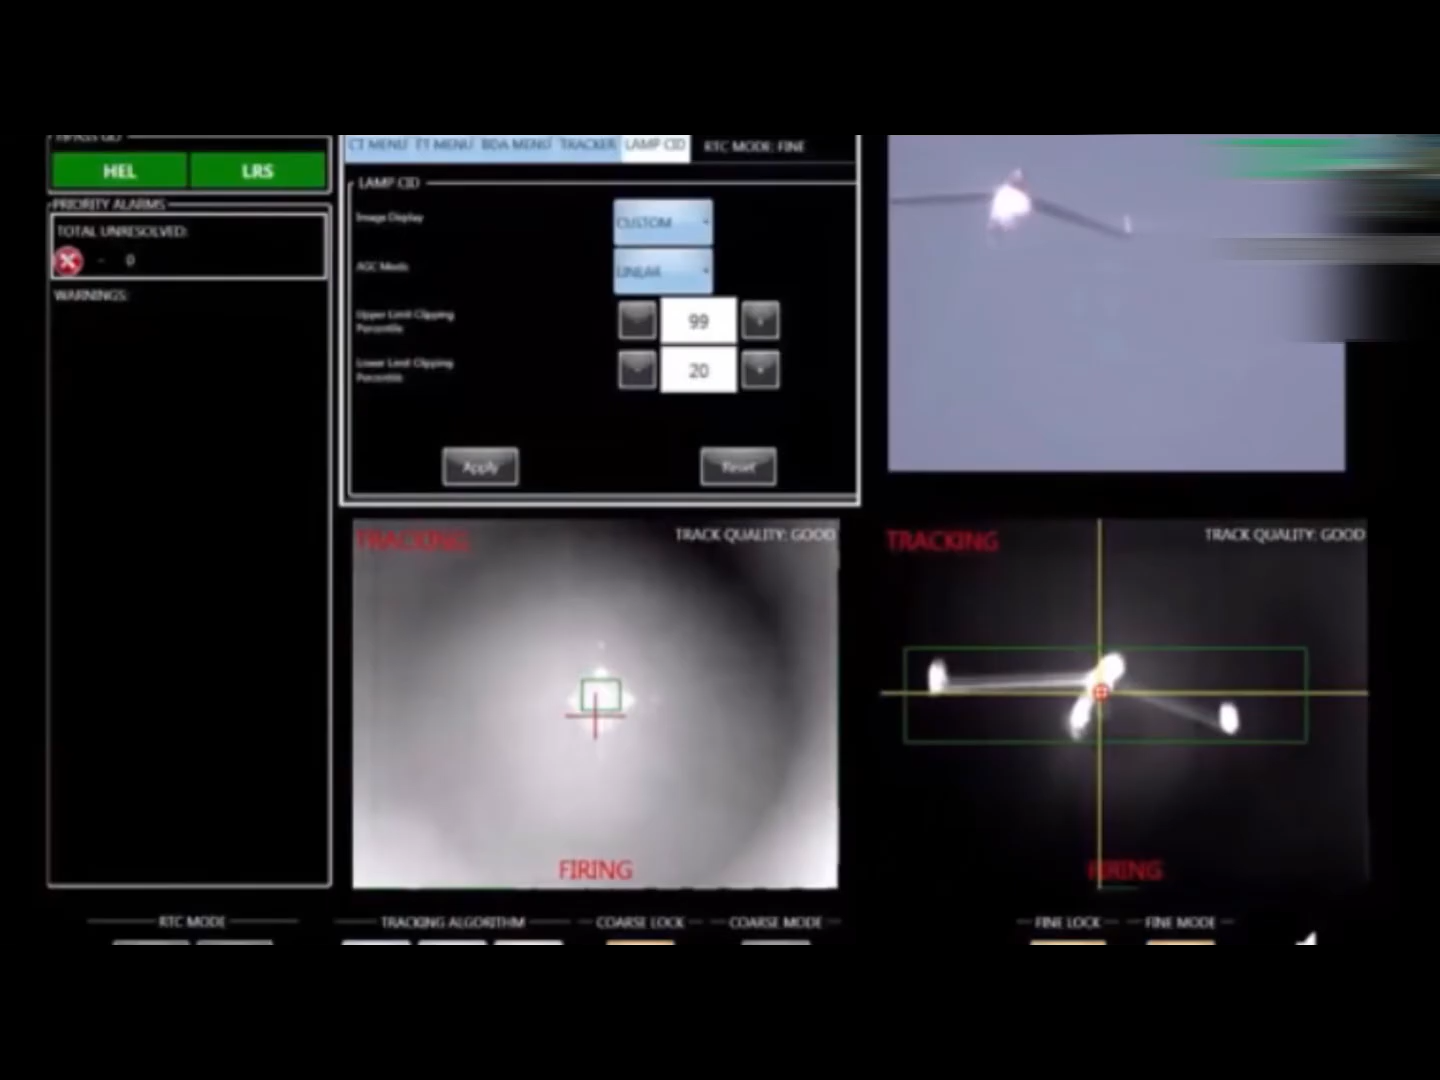 HEL LRS
PRIORITY ALARMS
TOTAL UNRESOLVED:
- 0
WARNINGS:
CT MENU FT MENU BDA MENU TRACKER LAMP CID RTC MODE: FINE
LAMP CID
Image Display CUSTOM
AGC Mode LINEAR
Upper Limit Clipping
Percentile
99
Lower Limit Clipping
Percentile
20
Apply Reset
TRACKING TRACK QUALITY: GOOD
FIRING
TRACKING TRACK QUALITY: GOOD
FIRING
RTC MODE TRACKING ALGORITHM COARSE LOCK COARSE MODE FINE LOCK FINE MODE